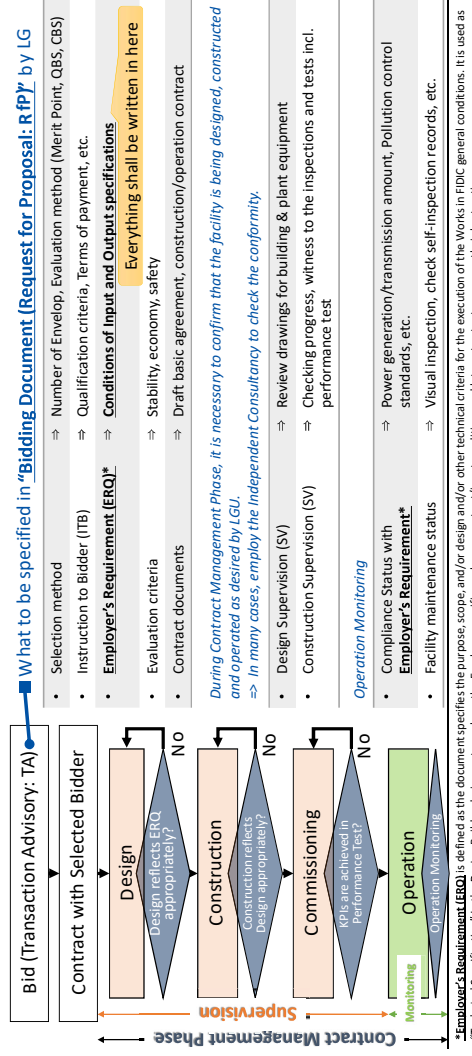 Bid (Transaction Advisory: TA)
Contract with Selected Bidder
Contract Management Phase
Supervision
Monitoring
Design
Design reflects ERQ
appropriately?
No
Construction
Construction reflects
Design appropriately?
No
Commissioning
KPIs are achieved in
Performance Test?
No
Operation
Operation Monitoring
What to be specified in “Bidding Document (Request for Proposal: RfP)” by LG
• Selection method ⇒ Number of Envelop, Evaluation method (Merit Point, QBS, CBS)
• Instruction to Bidder (ITB) ⇒ Qualification criteria, Terms of payment, etc.
• Employer’s Requirement (ERQ)* ⇒ Conditions of Input and Output specifications
Everything shall be written in here
• Evaluation criteria ⇒ Stability, economy, safety
• Contract documents ⇒ Draft basic agreement, construction/operation contract
During Contract Management Phase, it is necessary to confirm that the facility is being designed, constructed
and operated as desired by LGU.
=> In many cases, employ the Independent Consultancy to check the conformity.
• Design Supervision (SV) ⇒ Review drawings for building & plant equipment
• Construction Supervision (SV) ⇒ Checking progress, witness to the inspections and tests incl.
performance test
Operation Monitoring
• Compliance Status with ⇒ Power generation/transmission amount, Pollution control
Employer’s Requirement* standards, etc.
• Facility maintenance status ⇒ Visual inspection, check self-inspection records, etc.
*Employer’s Requirement (ERQ) is defined as the document specifies the purpose, scope, and/or design and/or other technical criteria for the execution of the Works in FIDIC general conditions. It is used as